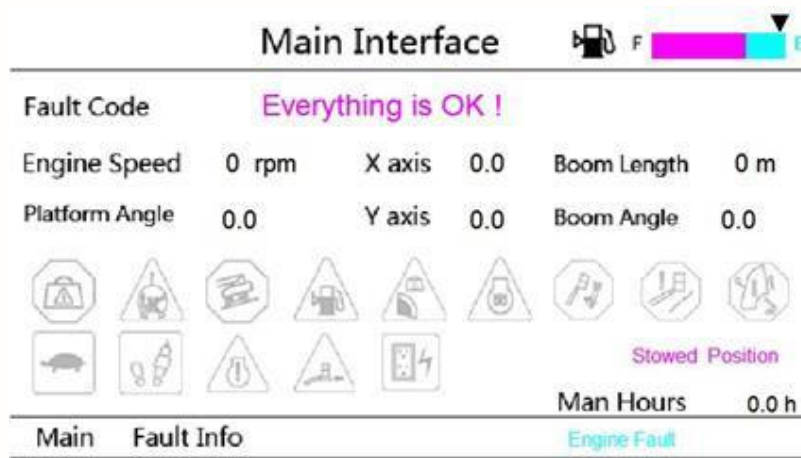 Main Interface F E
Fault Code Everything is OK !
Engine Speed 0 rpm X axis 0.0 Boom Length 0 m
Platform Angle 0.0 Y axis 0.0 Boom Angle 0.0
Stowed Position
Man Hours 0.0 h
Main Fault Info Engine Fault